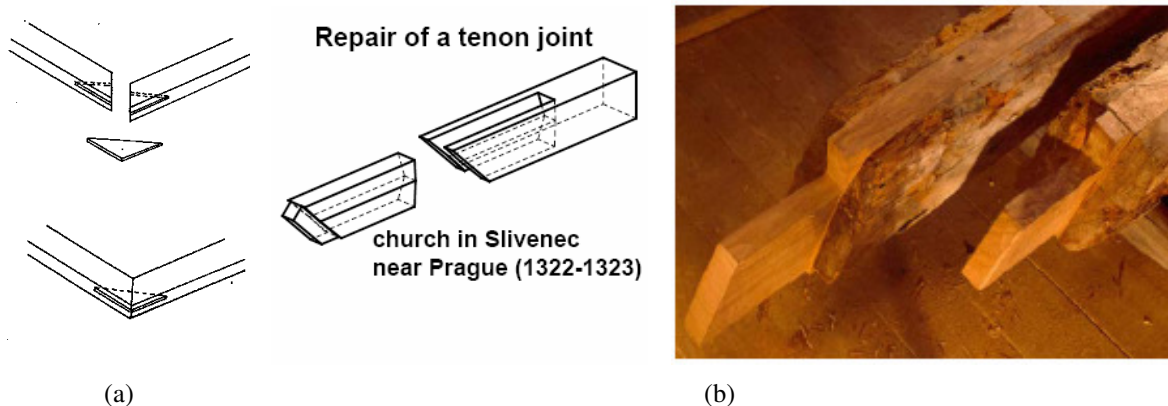 Repair of a tenon joint
church in Slivenec
near Prague (1322-1323)
(a)
(b)